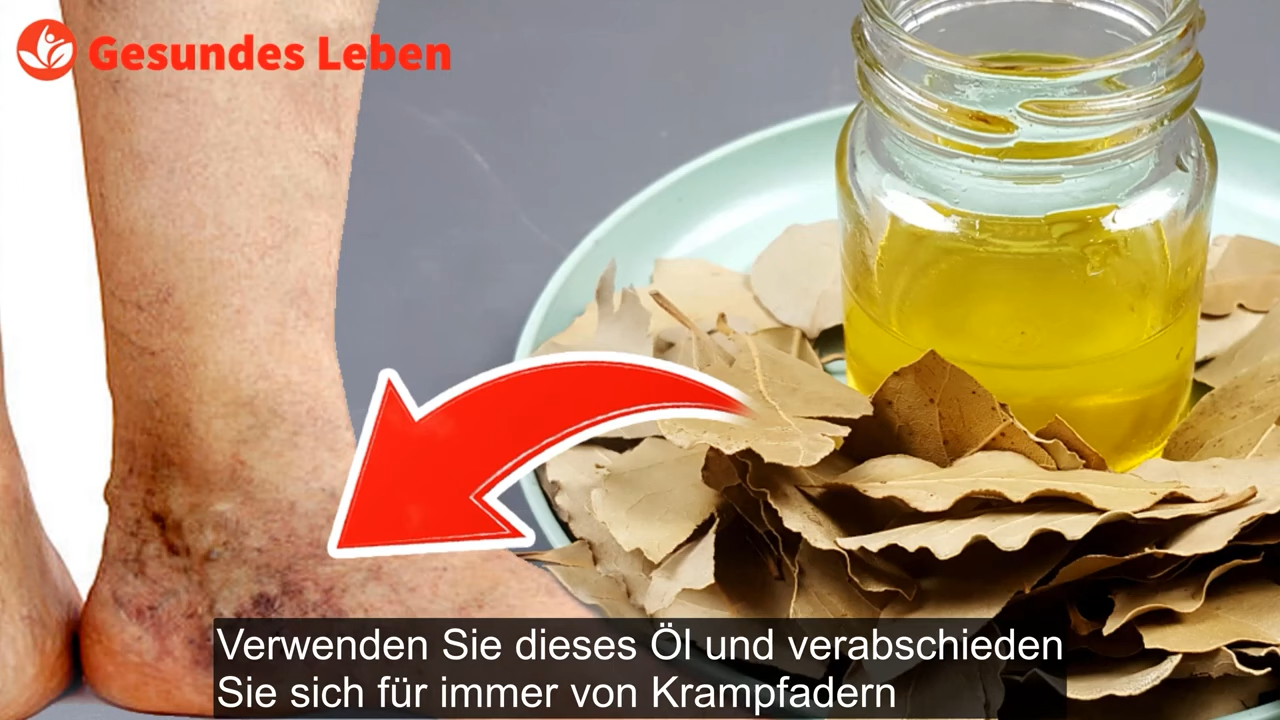 Gesundes Leben
Verwenden Sie dieses Öl und verabschieden
Sie sich für immer von Krampfadern